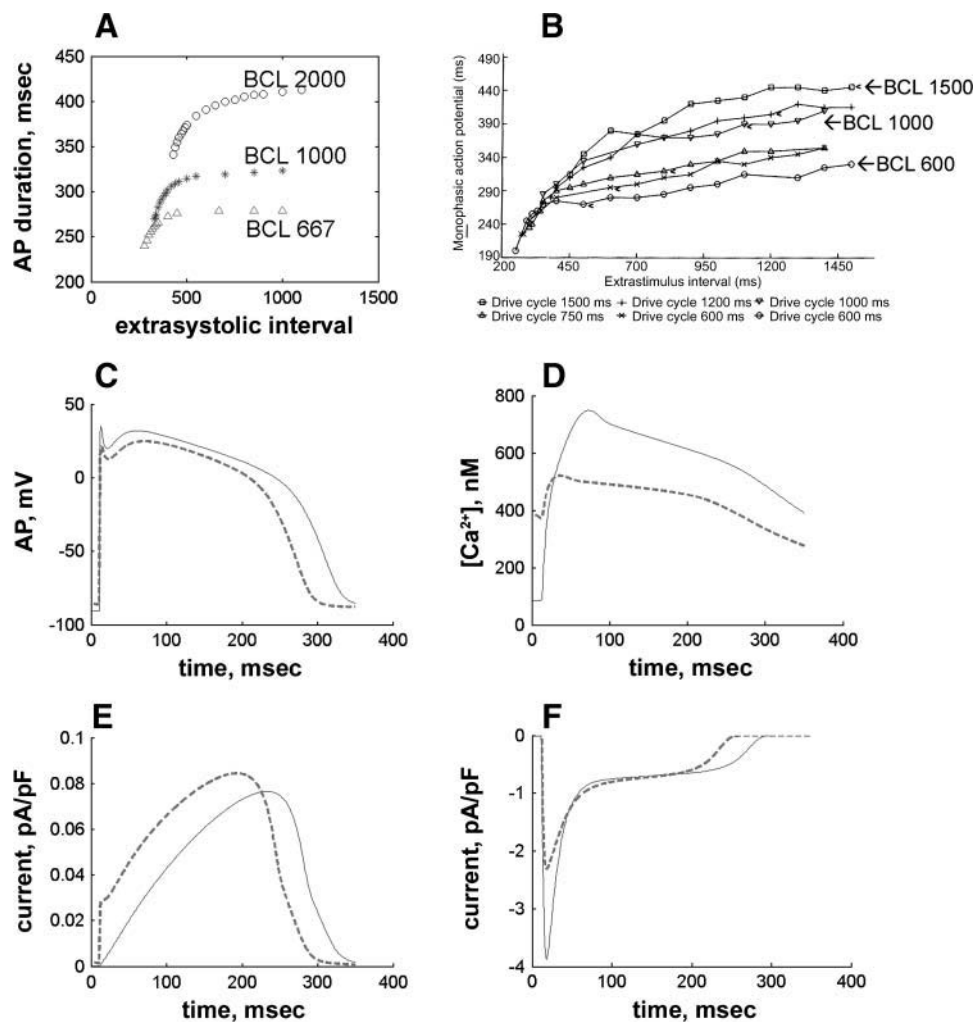 A
AP duration, msec
450
400
350
300
250
200
BCL 2000
BCL 1000
BCL 667
0
500
1000
1500
extrasystolic interval
B
Monophasic action potential (ms)
490
440
390
340
290
240
190
←BCL 1500
←BCL 1000
←BCL 600
200
450
700
950
1200
1450
Extrastimulus interval (ms)
Drive cycle 1500 ms
Drive cycle 1200 ms
Drive cycle 1000 ms
Drive cycle 750 ms
Drive cycle 600 ms
Drive cycle 600 ms
C
AP, mV
50
0
-50
-100
0
100
200
300
400
time, msec
D
[Ca²⁺], nM
800
600
400
200
0
0
100
200
300
400
time, msec
E
current, pA/pF
0.1
0.08
0.06
0.04
0.02
0
0
100
200
300
400
time, msec
F
current, pA/pF
0
-1
-2
-3
-4
0
100
200
300
400
time, msec